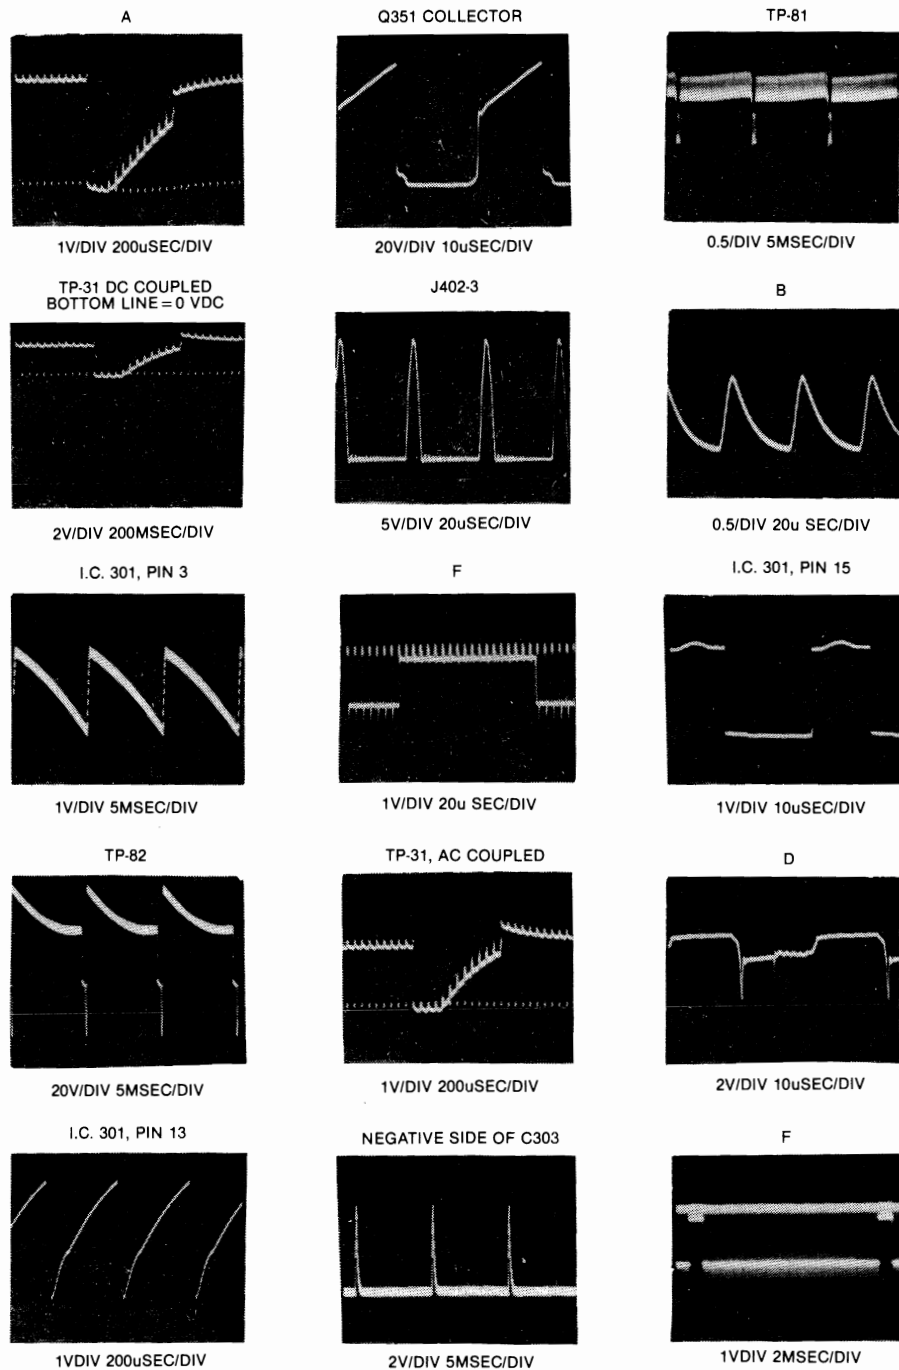 A
Q351 COLLECTOR
TP-81
1V/DIV 200uSEC/DIV
20V/DIV 10uSEC/DIV
0.5/DIV 5MSEC/DIV
TP-31 DC COUPLED
BOTTOM LINE = 0 VDC
J402-3
B
2V/DIV 200MSEC/DIV
5V/DIV 20uSEC/DIV
0.5/DIV 20u SEC/DIV
I.C. 301, PIN 3
F
I.C. 301, PIN 15
1V/DIV 5MSEC/DIV
1V/DIV 20u SEC/DIV
1V/DIV 10uSEC/DIV
TP-82
TP-31, AC COUPLED
D
20V/DIV 5MSEC/DIV
1V/DIV 200uSEC/DIV
2V/DIV 10uSEC/DIV
I.C. 301, PIN 13
NEGATIVE SIDE OF C303
F
1VDIV 200uSEC/DIV
2V/DIV 5MSEC/DIV
1VDIV 2MSEC/DIV